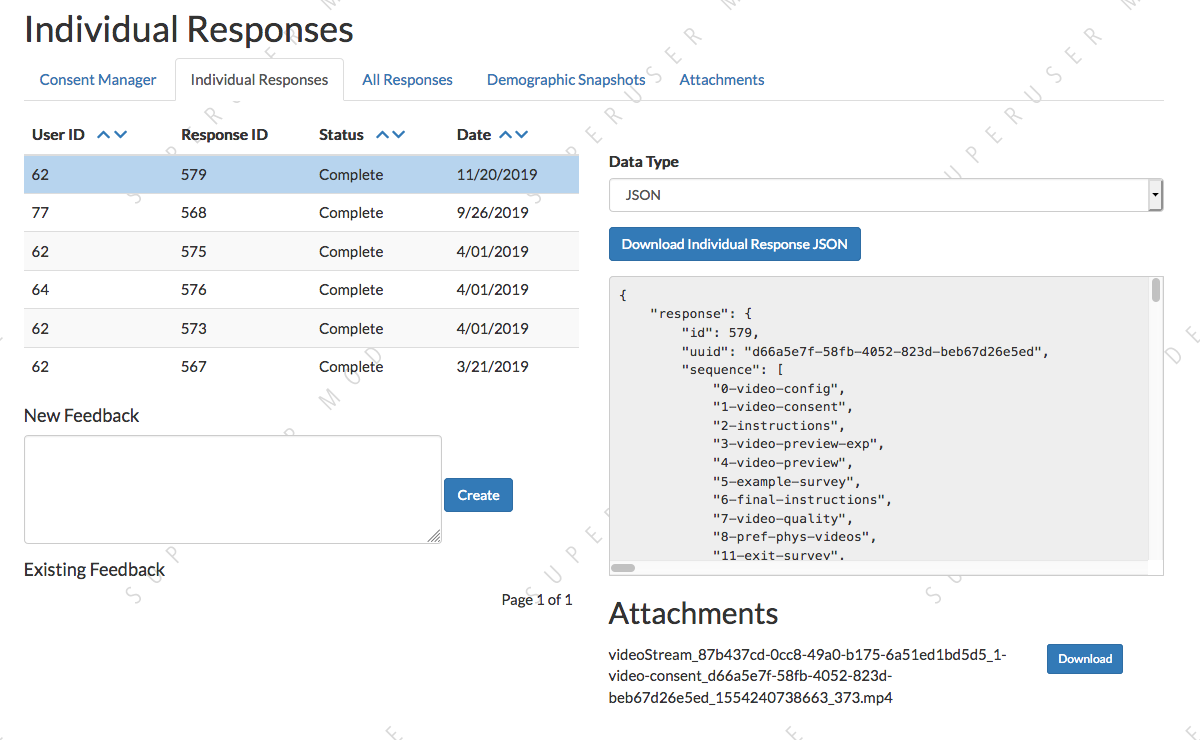 Individual Responses
Consent Manager Individual Responses All Responses Demographic Snapshots Attachments
User ID Response ID Status Date
62 579 Complete 11/20/2019
77 568 Complete 9/26/2019
62 575 Complete 4/01/2019
64 576 Complete 4/01/2019
62 573 Complete 4/01/2019
62 567 Complete 3/21/2019
New Feedback
Create
Existing Feedback
Page 1 of 1
Data Type
JSON
Download Individual Response JSON
{
"response": {
"id": 579,
"uuid": "d66a5e7f-58fb-4052-823d-beb67d26e5ed",
"sequence": [
"0-video-config",
"1-video-consent",
"2-instructions",
"3-video-preview-exp",
"4-video-preview",
"5-example-survey",
"6-final-instructions",
"7-video-quality",
"8-pref-phys-videos",
"11-exit-survey",
Attachments
videoStream_87b437cd-0cc8-49a0-b175-6a51ed1bd5d5_1-
video-consent_d66a5e7f-58fb-4052-823d-
beb67d26e5ed_1554240738663_373.mp4
Download